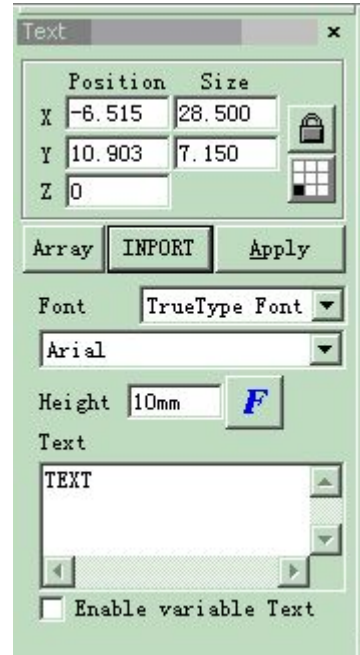 Text ×
Position Size
X -6.515 28.500
Y 10.903 7.150
Z 0
Array INPORT Apply
Font TrueType Font
Arial
Height 10mm F
Text
TEXT
Enable variable Text